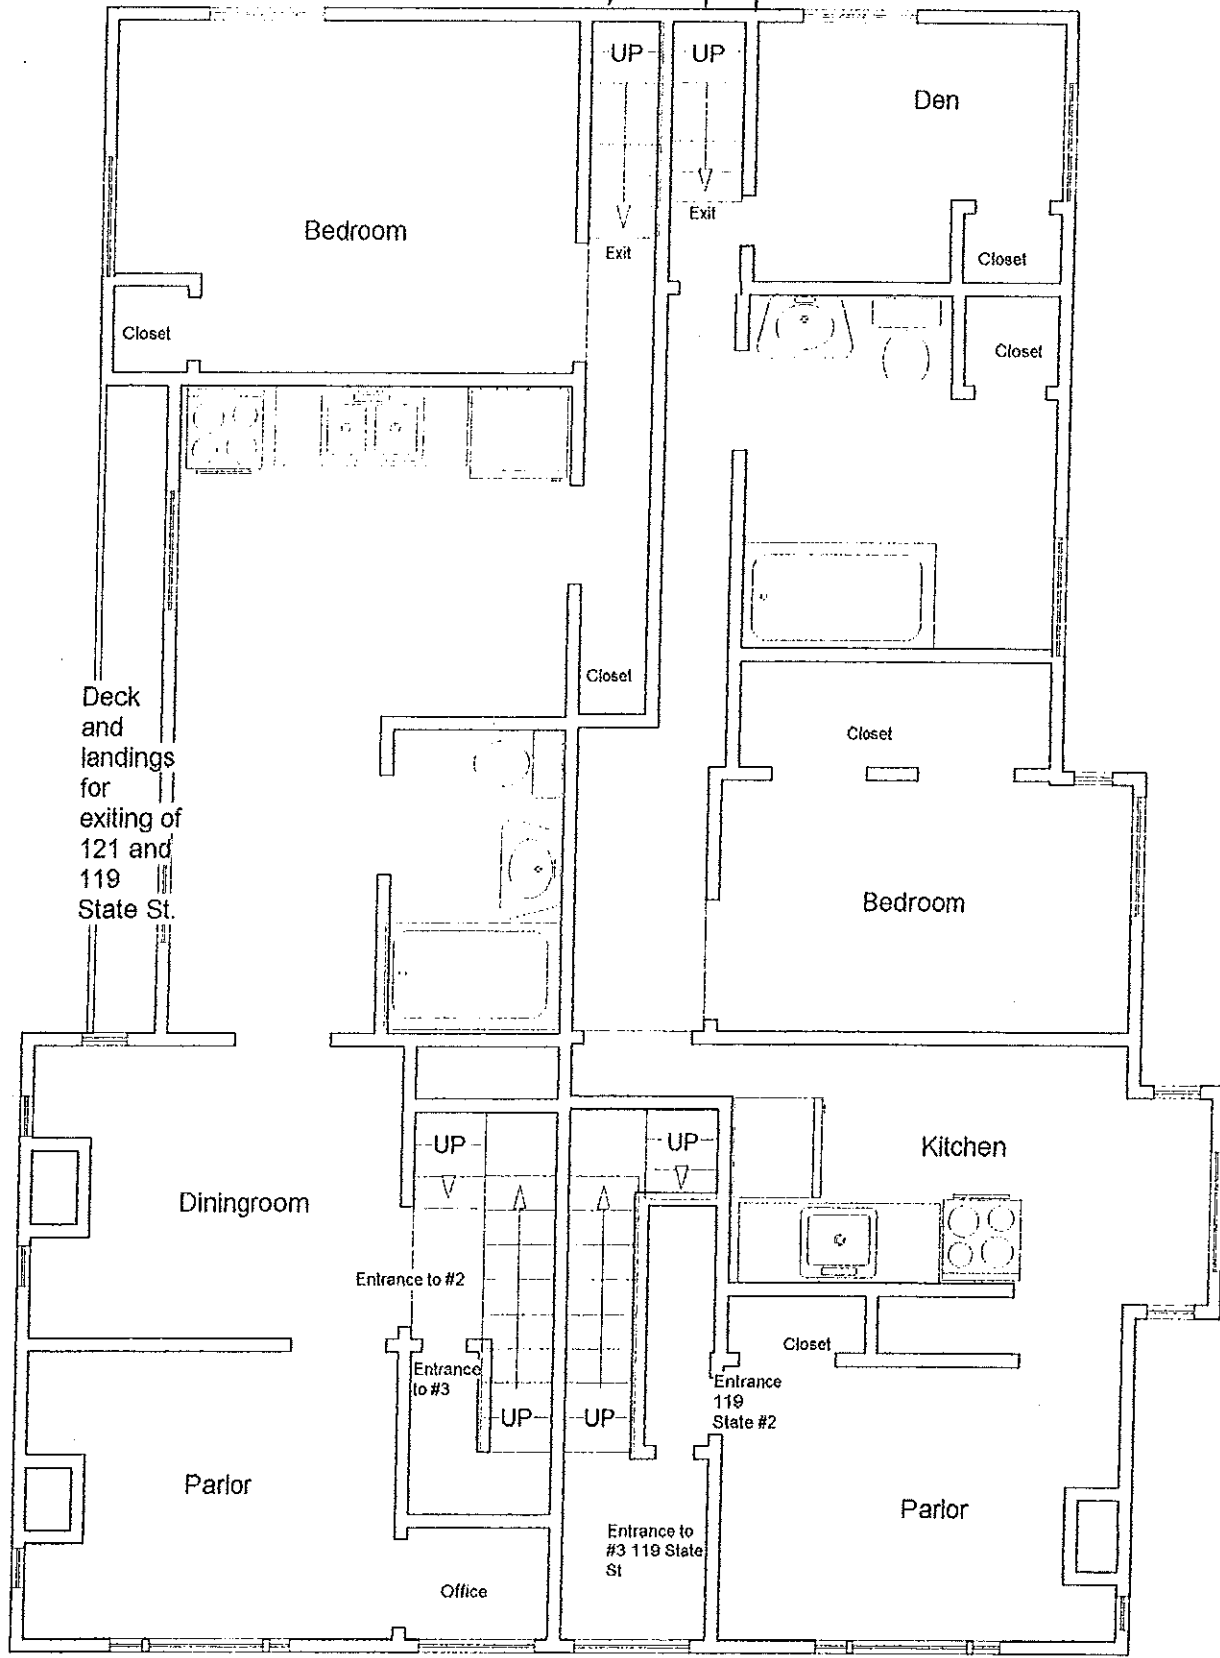 UP
UP
Den
Exit
Exit
Bedroom
Closet
Closet
Closet
Closet
Closet
Deck
and
landings
for
exiting of
121 and
119
State St.
Closet
Bedroom
UP
UP
Kitchen
Diningroom
Entrance to #2
Closet
Entrance
to #3
Entrance
119
State #2
UP
UP
Parlor
Parlor
Entrance to
#3 119 State
St
Office